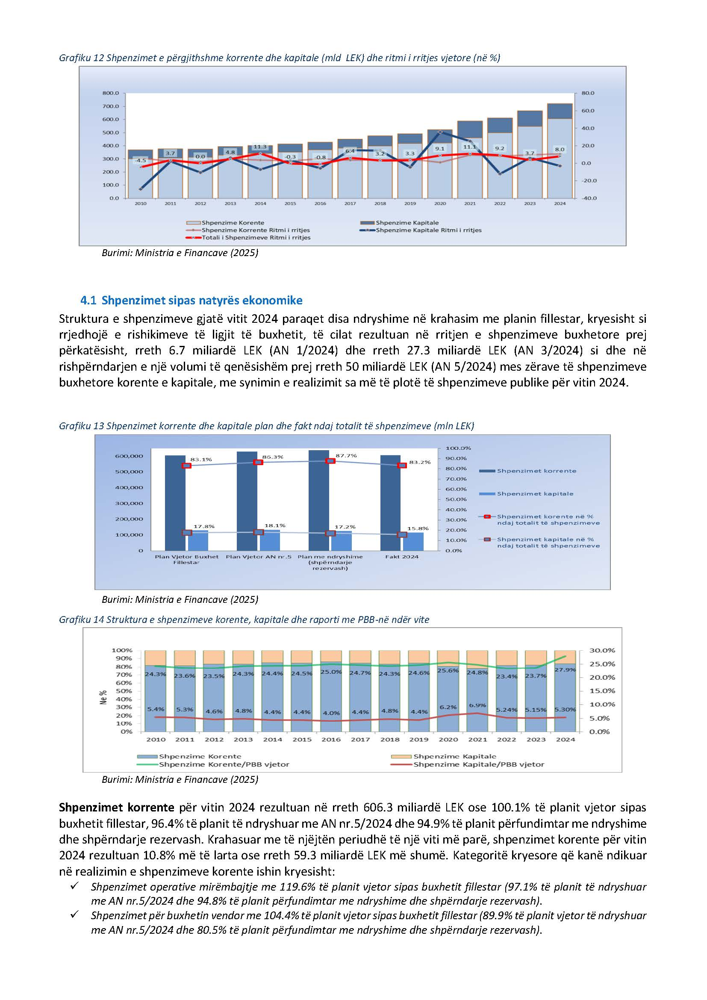 Grafiku 12 Shpenzimet e përgjithshme korrente dhe kapitale (mld LEK) dhe ritmi i rritjes vjetore (në %)
800.0
700.0
600.0
500.0
400.0
300.0
200.0
100.0
0.0
80.0
60.0
40.0
20.0
0.0
-20.0
-40.0
-4.5 3.7 0.0 4.8 11.3 -0.3 -0.8 6.4 3.2 3.3 9.1 11.1 9.2 3.7 8.0
2010 2011 2012 2013 2014 2015 2016 2017 2018 2019 2020 2021 2022 2023 2024
Shpenzime Korente Shpenzime Kapitale
Shpenzime Korrente Ritmi i rritjes Shpenzime Kapitale Ritmi i rritjes
Totali i Shpenzimeve Ritmi i rritjes
Burimi: Ministria e Financave (2025)
4.1 Shpenzimet sipas natyrës ekonomike
Struktura e shpenzimeve gjatë vitit 2024 paraqet disa ndryshime në krahasim me planin fillestar, kryesisht si
rrjedhojë e rishikimeve të ligjit të buxhetit, të cilat rezultuan në rritjen e shpenzimeve buxhetore prej
përkatësisht, rreth 6.7 miliardë LEK (AN 1/2024) dhe rreth 27.3 miliardë LEK (AN 3/2024) si dhe në
rishpërndarjen e një volumi të qenësishëm prej rreth 50 miliardë LEK (AN 5/2024) mes zërave të shpenzimeve
buxhetore korente e kapitale, me synimin e realizimit sa më të plotë të shpenzimeve publike për vitin 2024.
Grafiku 13 Shpenzimet korrente dhe kapitale plan dhe fakt ndaj totalit të shpenzimeve (mln LEK)
600,000
500,000
400,000
300,000
200,000
100,000
0
83.1% 86.3% 87.7% 83.2%
17.8% 18.1% 17.2% 15.8%
100.0%
90.0%
80.0%
70.0%
60.0%
50.0%
40.0%
30.0%
20.0%
10.0%
0.0%
Plan Vjetor Buxhet Plan Vjetor AN nr.5 Plan me ndryshime Fakt 2024
Fillestar (shpërndarje
rezervash)
Shpenzimet korrente
Shpenzimet kapitale
Shpenzimet korente në %
ndaj totalit të shpenzimeve
Shpenzimet kapitale në %
ndaj totalit të shpenzimeve
Burimi: Ministria e Financave (2025)
Grafiku 14 Struktura e shpenzimeve korente, kapitale dhe raporti me PBB-në ndër vite
Ne %
100%
90%
80%
70%
60%
50%
40%
30%
20%
10%
0%
24.3% 23.6% 23.5% 24.3% 24.4% 24.5% 25.0% 24.7% 24.3% 24.6% 25.6% 24.8% 23.4% 23.7% 27.9%
5.4% 5.3% 4.6% 4.8% 4.4% 4.4% 4.0% 4.4% 4.8% 4.4% 6.2% 6.9% 5.24% 5.15% 5.30%
30.0%
25.0%
20.0%
15.0%
10.0%
5.0%
0.0%
2010 2011 2012 2013 2014 2015 2016 2017 2018 2019 2020 2021 2022 2023 2024
Shpenzime Korente Shpenzime Kapitale
Shpenzime Korente/PBB vjetor Shpenzime Kapitale/PBB vjetor
Burimi: Ministria e Financave (2025)
Shpenzimet korrente për vitin 2024 rezultuan në rreth 606.3 miliardë LEK ose 100.1% të planit vjetor sipas
buxhetit fillestar, 96.4% të planit të ndryshuar me AN nr.5/2024 dhe 94.9% të planit përfundimtar me ndryshime
dhe shpërndarje rezervash. Krahasuar me të njëjtën periudhë të një viti më parë, shpenzimet korente për vitin
2024 rezultuan 10.8% më të larta ose rreth 59.3 miliardë LEK më shumë. Kategoritë kryesore që kanë ndikuar
në realizimin e shpenzimeve korente ishin kryesisht:
✓ Shpenzimet operative mirëmbajtje me 119.6% të planit vjetor sipas buxhetit fillestar (97.1% të planit të ndryshuar
me AN nr.5/2024 dhe 94.8% të planit përfundimtar me ndryshime dhe shpërndarje rezervash).
✓ Shpenzimet për buxhetin vendor me 104.4% të planit vjetor sipas buxhetit fillestar (89.9% të planit vjetor të ndryshuar
me AN nr.5/2024 dhe 80.5% të planit përfundimtar me ndryshime dhe shpërndarje rezervash).